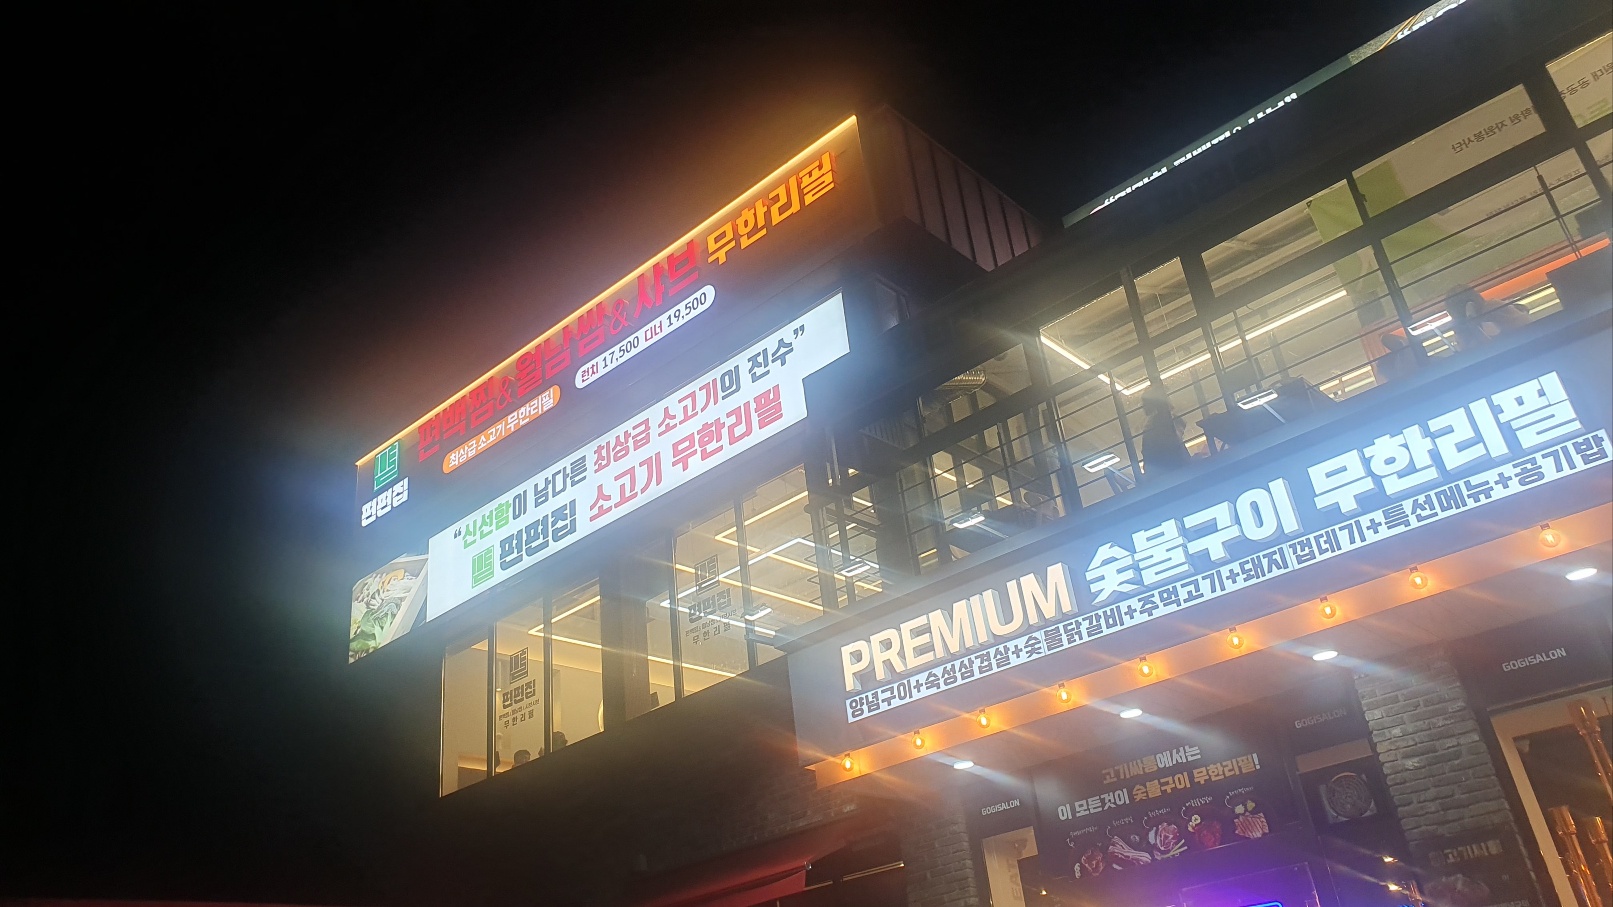 편백찜&월남쌈&샤브 무한리필
최상급 소고기 무한리필
런치 17,500 디너 19,500
편편집
"신선함이 남다른 최상급 소고기의 진수"
편편집 소고기 무한리필
편편집
무한리필
편편집
무한리필
PREMIUM 숯불구이 무한리필
양념구이+숙성삼겹살+숯불닭갈비+주먹고기+돼지껍데기+특선메뉴+공기밥
GOGISALON
GOGISALON
GOGISALON
고기싸롱에서는
이 모든것이 숯불구이 무한리필!
고기싸롱